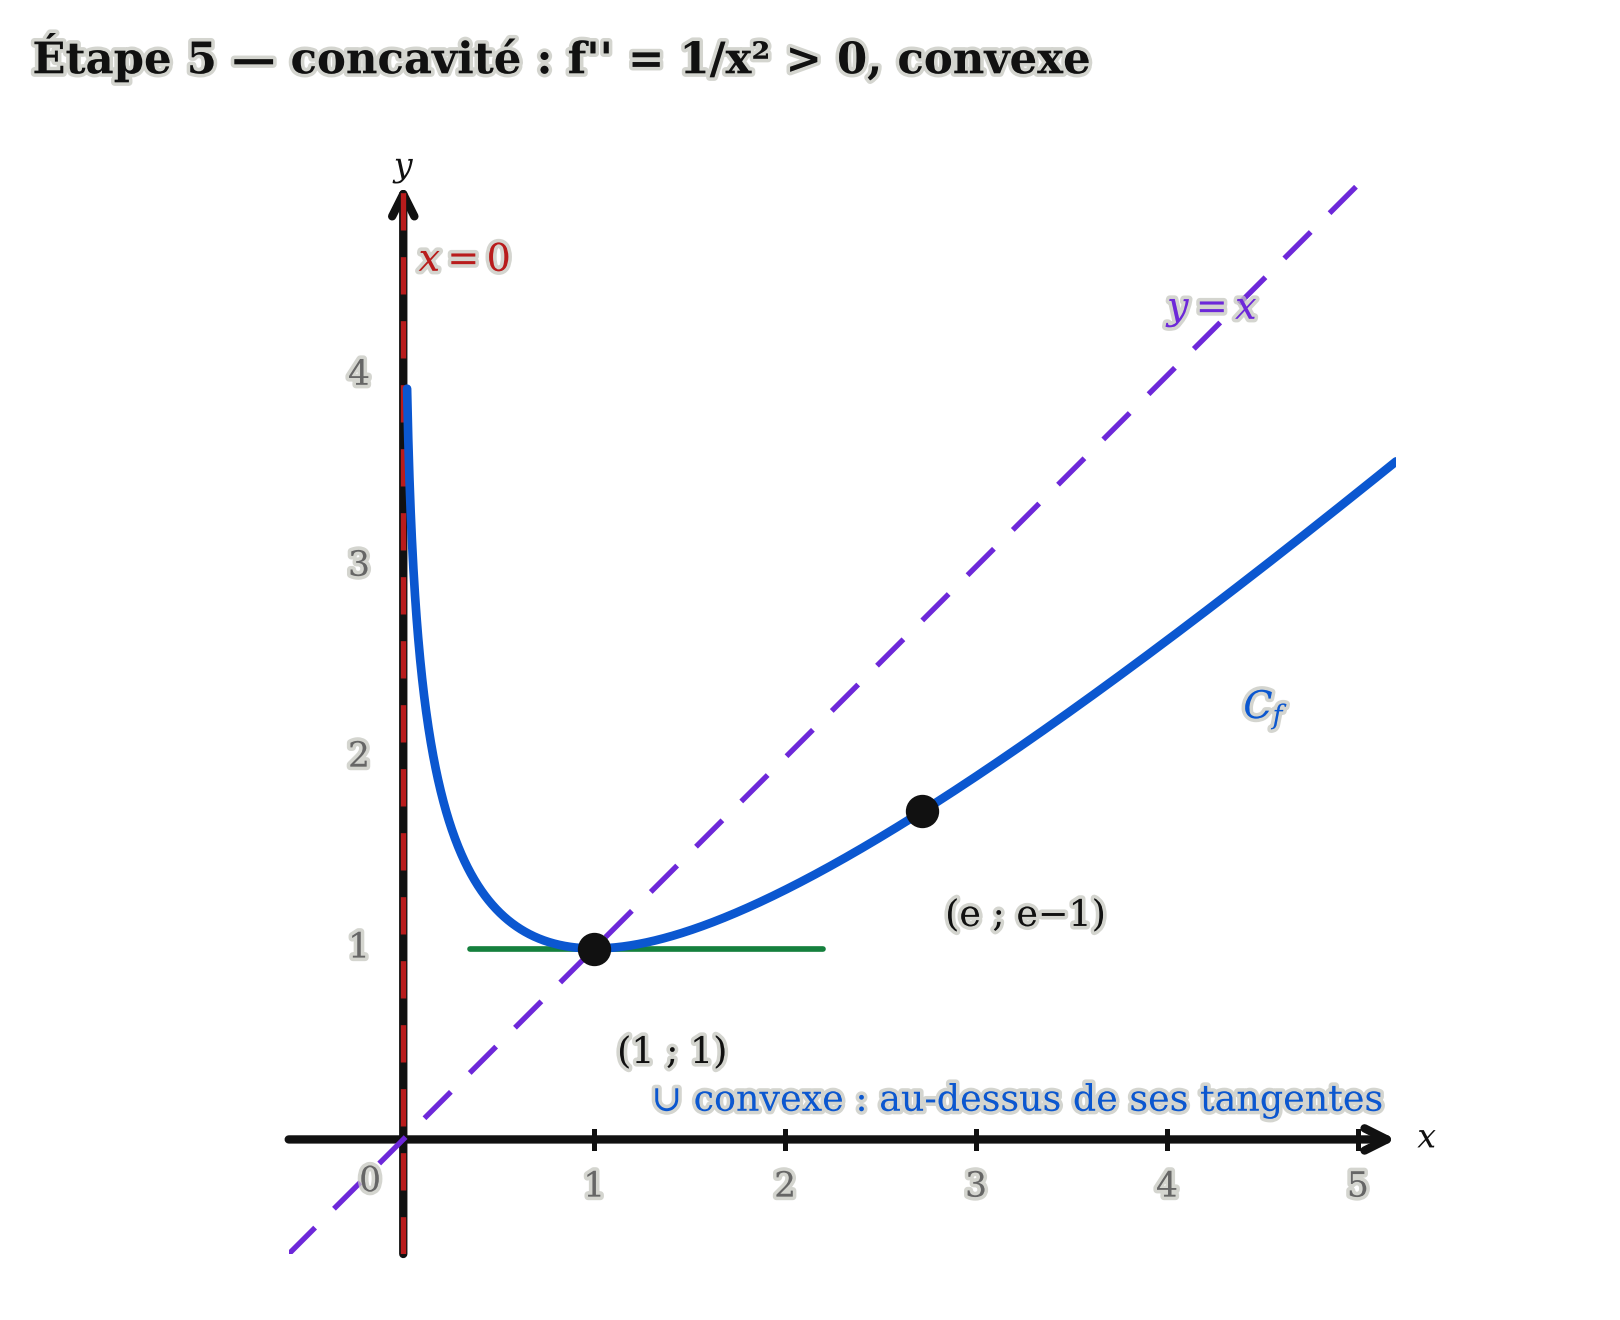 Étape 5 — concavité : f'' = 1/x² > 0, convexe
y
x = 0
y = x
4
3
2
C_f
1
(e ; e−1)
(1 ; 1)
∪ convexe : au-dessus de ses tangentes
x
0 1 2 3 4 5